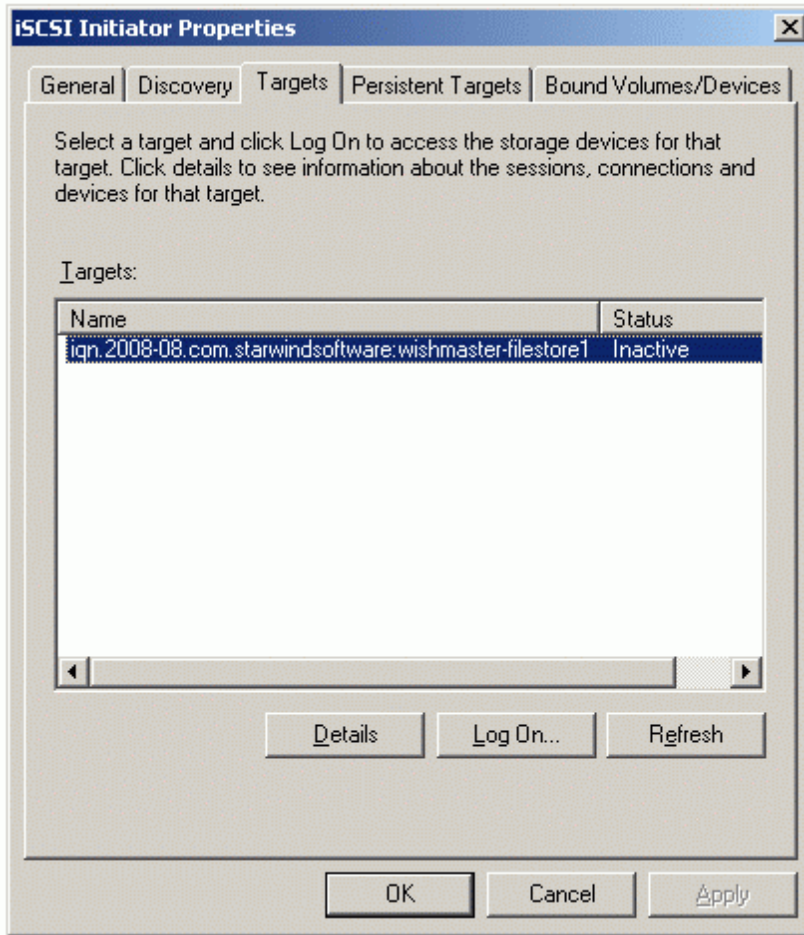 iSCSI Initiator Properties
General Discovery Targets Persistent Targets Bound Volumes/Devices
Select a target and click Log On to access the storage devices for that
target. Click details to see information about the sessions, connections and
devices for that target.
Targets:
Name Status
iqn.2008-08.com.starwindsoftware:wishmaster-filestore1 Inactive
Details Log On... Refresh
OK Cancel Apply